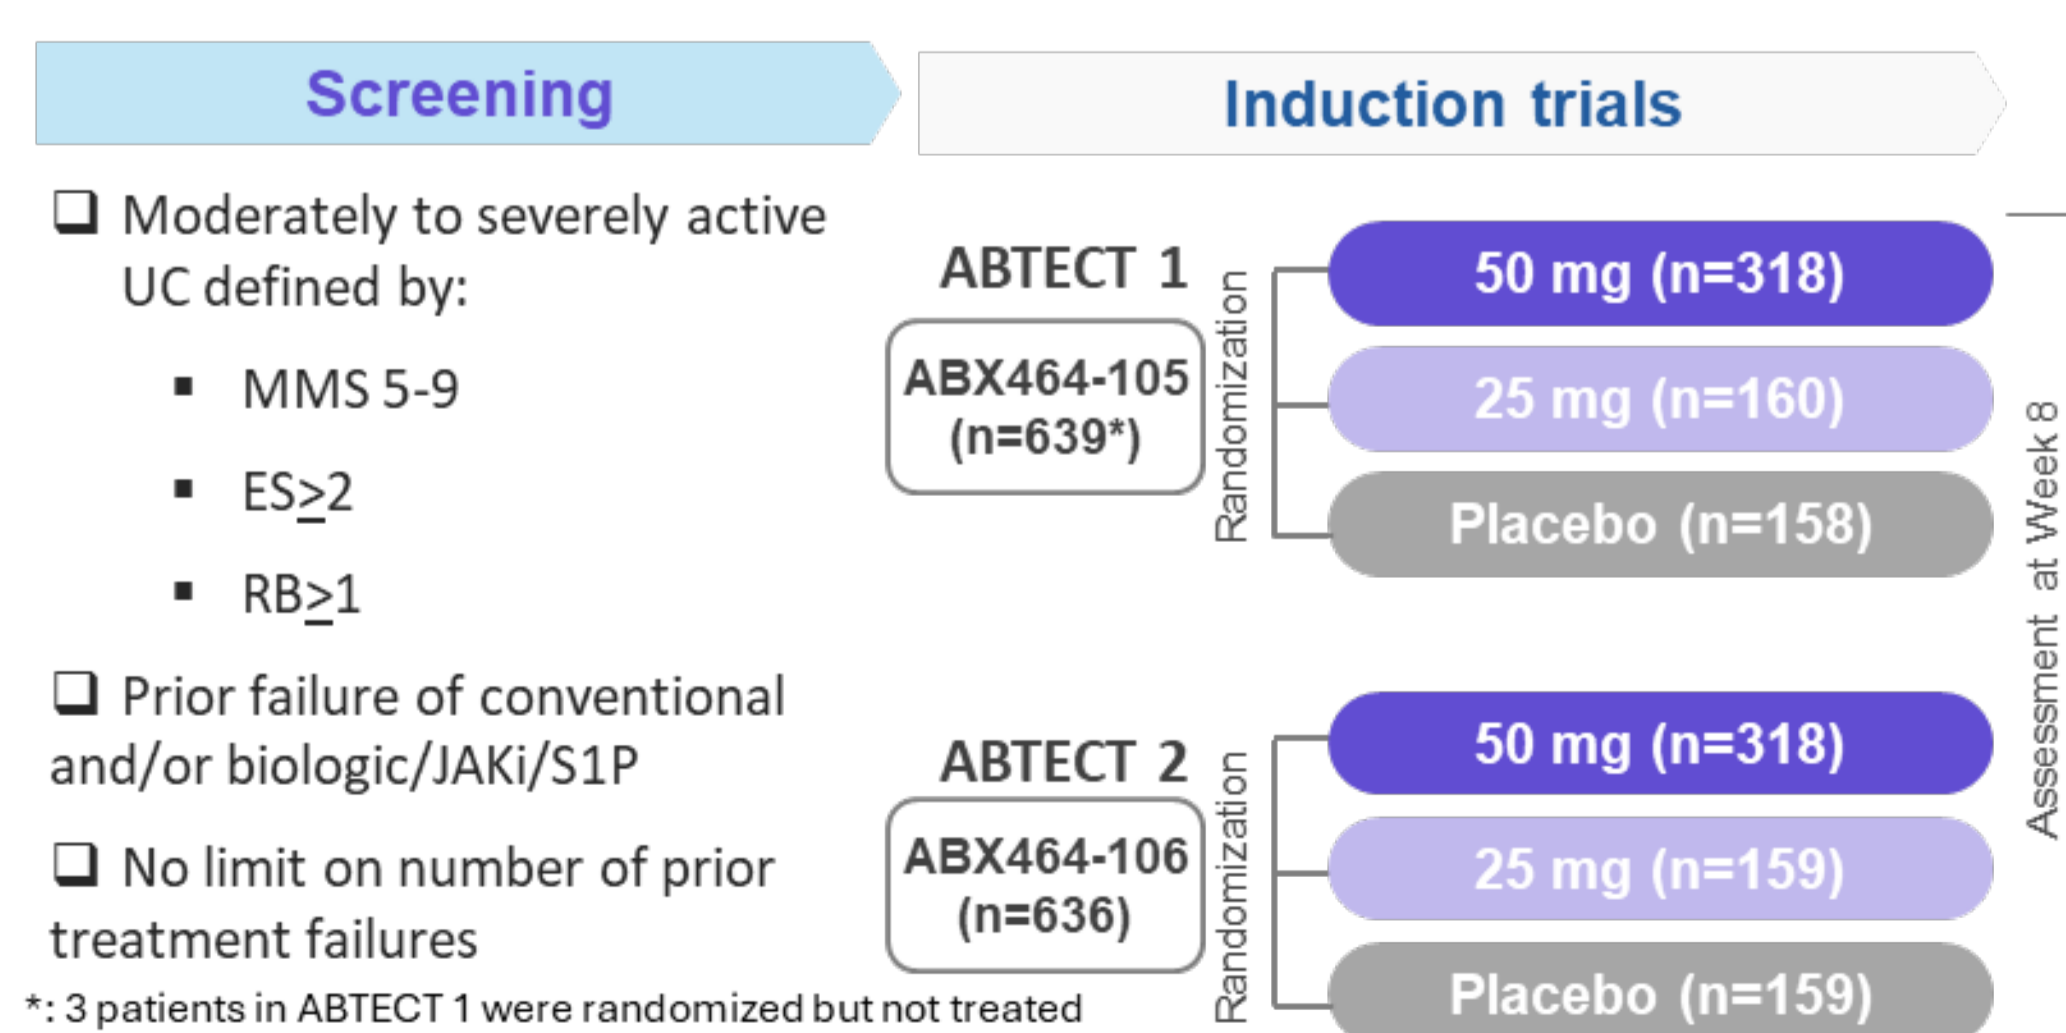 Screening
Induction trials
❑ Moderately to severely active
UC defined by:
▪ MMS 5-9
▪ ES≥2
▪ RB≥1
❑ Prior failure of conventional
and/or biologic/JAKi/S1P
❑ No limit on number of prior
treatment failures
*: 3 patients in ABTECT 1 were randomized but not treated
ABTECT 1
ABX464-105
(n=639*)
Randomization
50 mg (n=318)
25 mg (n=160)
Placebo (n=158)
ABTECT 2
ABX464-106
(n=636)
Randomization
50 mg (n=318)
25 mg (n=159)
Placebo (n=159)
Assessment at Week 8